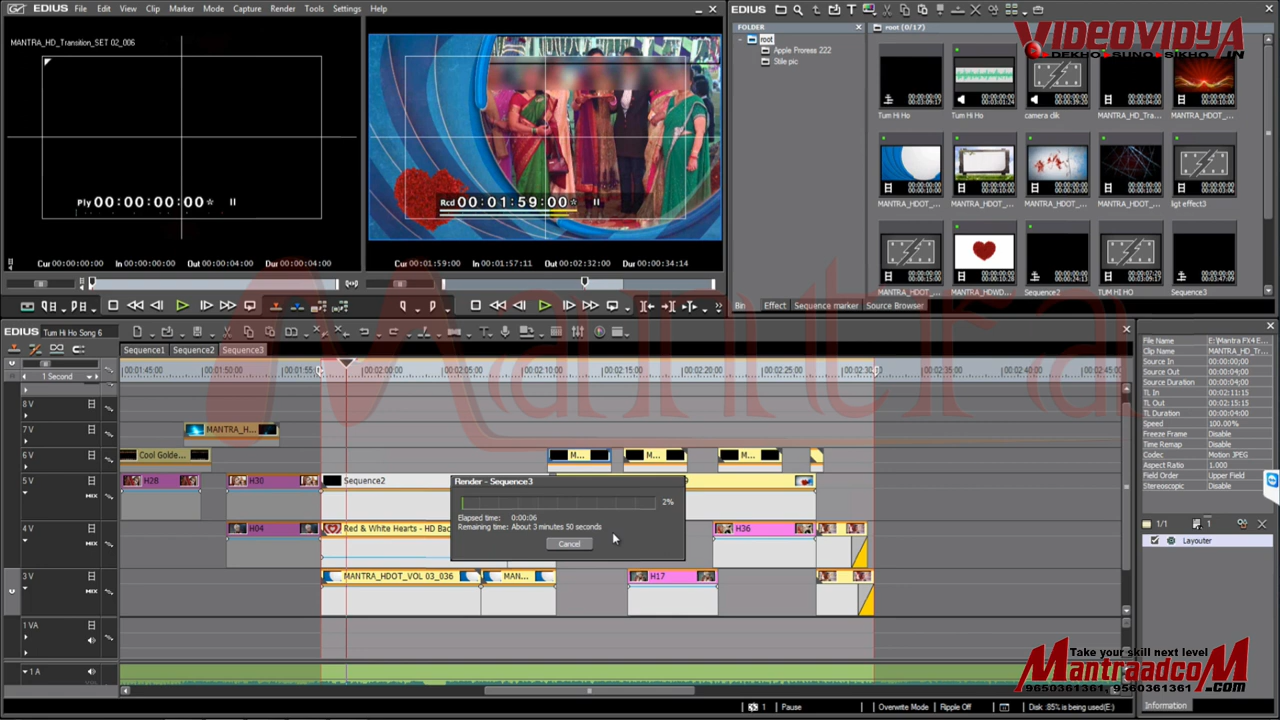 EDIUS File Edit View Clip Marker Mode Capture Render Tools Settings Help
MANTRA_HD_Transition_SET 02_006
Ply 00:00:00:00
Cur 00:00:00:00 In 00:00:00:00 Out 00:00:04:00 Dur 00:00:04:00
Rcd 00:01:59:00
Cur 00:01:59:00 In 00:01:57:11 Out 00:02:32:00 Dur 00:00:34:14
EDIUS
VIDEOVIDYA
DEKHO SUNO SIKHO .IN
FOLDER
root
Apple Proress 222
Stile pic
root (0/17)
Tum Hi Ho
Tum Hi Ho
camera clik
MANTRA_HD_Tra...
MANTRA_HDOT_...
MANTRA_HDOT_...
MANTRA_HDOT_...
MANTRA_HDOT_...
MANTRA_HDOT_...
ligt effect3
MANTRA_HDOT_...
MANTRA_HDWD...
Sequence2
TUM HI HO
Sequence3
Bin Effect Sequence marker Source Browser
EDIUS Tum Hi Ho Song 6
Sequence1 Sequence2 Sequence3
1 Second
00:01:45:00 00:01:50:00 00:01:55:00 00:02:00:00 00:02:05:00 00:02:10:00 00:02:15:00 00:02:20:00 00:02:25:00 00:02:30:00 00:02:35:00 00:02:40:00 00:02:45:00
8 V
7 V MANTRA_H...
6 V Cool Golde... M... M... M...
5 V H28 H30 Sequence2
MIX
4 V H04 Red & White Hearts - HD Bac H36
MIX
3 V MANTRA_HDOT_VOL 03_036 MAN... H17
MIX
1 VA
1 A
Render - Sequence3
2%
Elapsed time: 0:00:06
Remaining time: About 3 minutes 50 seconds
Cancel
File Name E:\Mantra FX4 E...
Clip Name MANTRA_HD_T...
Source In 00:00:00;00
Source Out 00:00:04;00
Source Duration 00:00:04;00
TL In 00:02:11:15
TL Out 00:02:15:15
TL Duration 00:00:04:00
Speed 100.00%
Freeze Frame Disable
Time Remap Disable
Codec Motion JPEG
Aspect Ratio 1.000
Field Order Upper Field
Stereoscopic Disable
1/1 1
Layouter
Take your skill next level
MantraadcoM
9650361361, 9560361361 .com
1 Pause Overwrite Mode Ripple Off Disk :85% is being used(E:)
Information